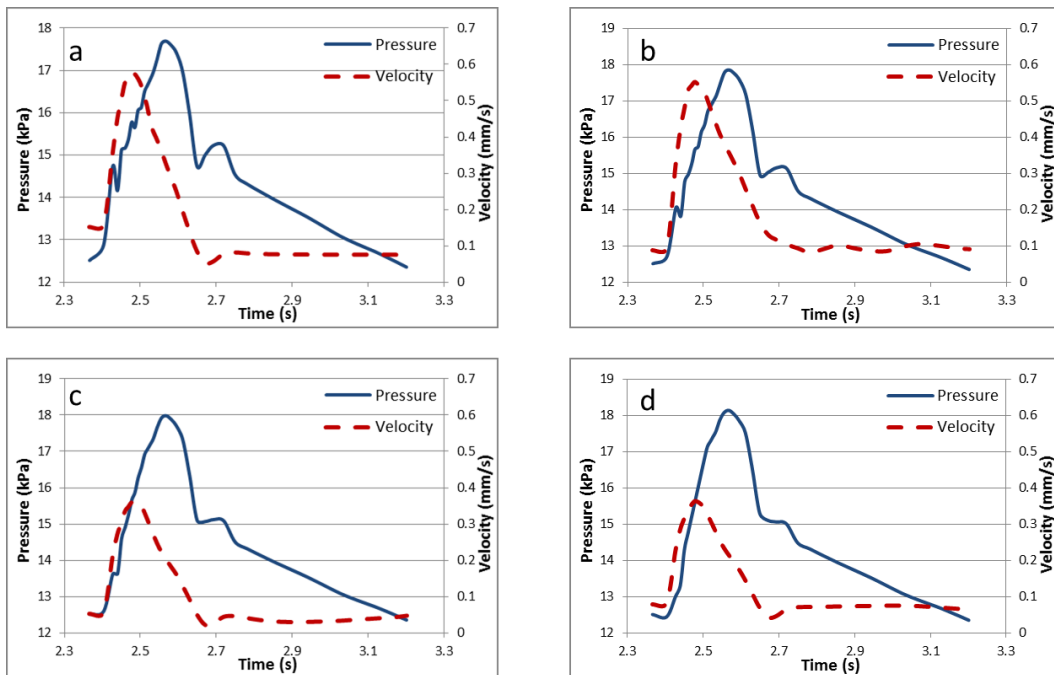 a
18
17
16
15
14
13
12
Pressure (kPa)
Pressure
Velocity
0.7
0.6
0.5
0.4
0.3
0.2
0.1
0
Velocity (mm/s)
2.3 2.5 2.7 2.9 3.1 3.3
Time (s)
b
19
18
17
16
15
14
13
12
Pressure (kPa)
Pressure
Velocity
0.7
0.6
0.5
0.4
0.3
0.2
0.1
0
Velocity (mm/s)
2.3 2.5 2.7 2.9 3.1 3.3
Time (s)
c
19
18
17
16
15
14
13
12
Pressure (kPa)
Pressure
Velocity
0.7
0.6
0.5
0.4
0.3
0.2
0.1
0
Velocity (mm/s)
2.3 2.5 2.7 2.9 3.1 3.3
Time (s)
d
19
18
17
16
15
14
13
12
Pressure (kPa)
Pressure
Velocity
0.7
0.6
0.5
0.4
0.3
0.2
0.1
0
Velocity (mm/s)
2.3 2.5 2.7 2.9 3.1 3.3
Time (s)